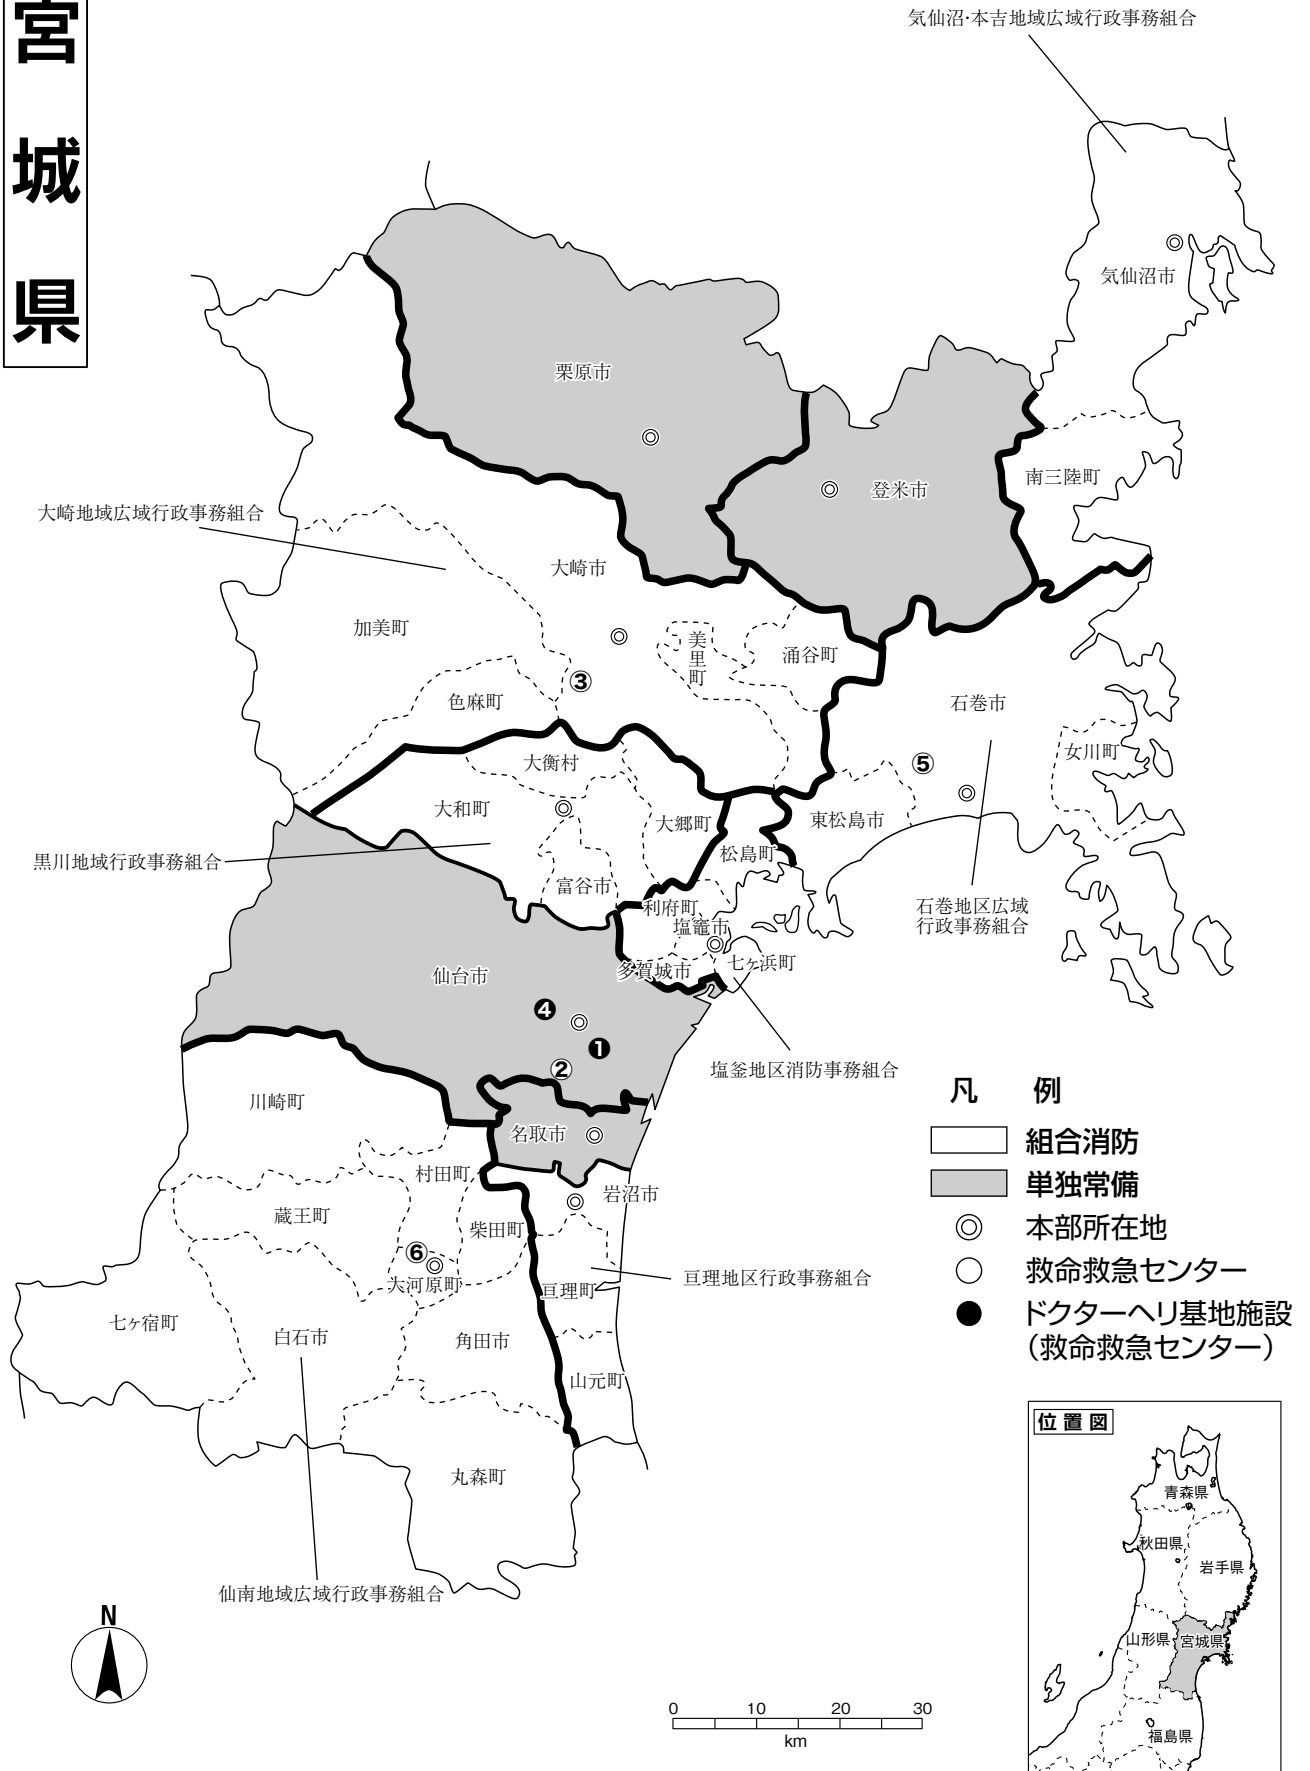 宮城県
気仙沼・本吉地域広域行政事務組合
気仙沼市
栗原市
登米市
南三陸町
大崎地域広域行政事務組合
大崎市
加美町
美里町
涌谷町
③
色麻町
石巻市
女川町
⑤
大衡村
大和町
大郷町
東松島市
松島町
黒川地域行政事務組合
富谷市
利府町
石巻地区広域
行政事務組合
塩竈市
七ヶ浜町
多賀城市
仙台市
❹
❶
②
塩釜地区消防事務組合
川崎町
名取市
村田町
岩沼市
蔵王町
柴田町
⑥
大河原町
亘理町
亘理地区行政事務組合
七ヶ宿町
白石市
角田市
山元町
丸森町
仙南地域広域行政事務組合
凡 例
組合消防
単独常備
本部所在地
救命救急センター
ドクターヘリ基地施設
（救命救急センター）
位置図
青森県
秋田県
岩手県
山形県
宮城県
福島県
N
0 10 20 30
km